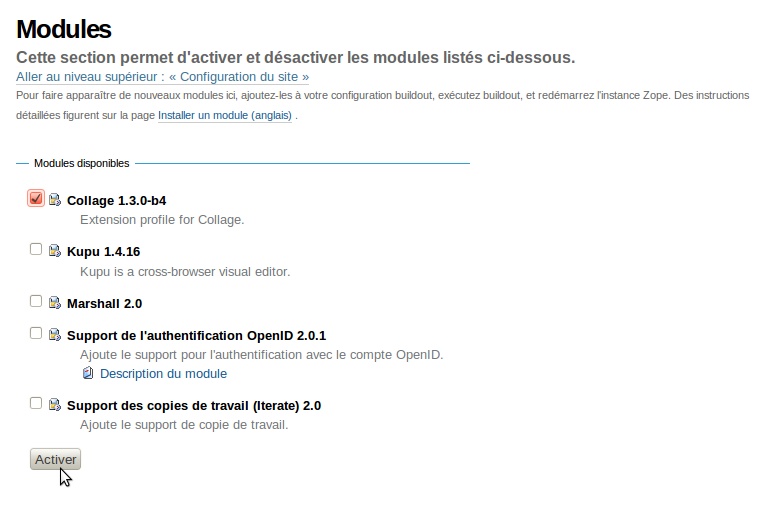 Modules
Cette section permet d'activer et désactiver les modules listés ci-dessous.
Aller au niveau supérieur : « Configuration du site »
Pour faire apparaître de nouveaux modules ici, ajoutez-les à votre configuration buildout, exécutez buildout, et redémarrez l'instance Zope. Des instructions
détaillées figurent sur la page Installer un module (anglais) .
Modules disponibles
Collage 1.3.0-b4
Extension profile for Collage.
Kupu 1.4.16
Kupu is a cross-browser visual editor.
Marshall 2.0
Support de l'authentification OpenID 2.0.1
Ajoute le support pour l'authentification avec le compte OpenID.
Description du module
Support des copies de travail (Iterate) 2.0
Ajoute le support de copie de travail.
Activer